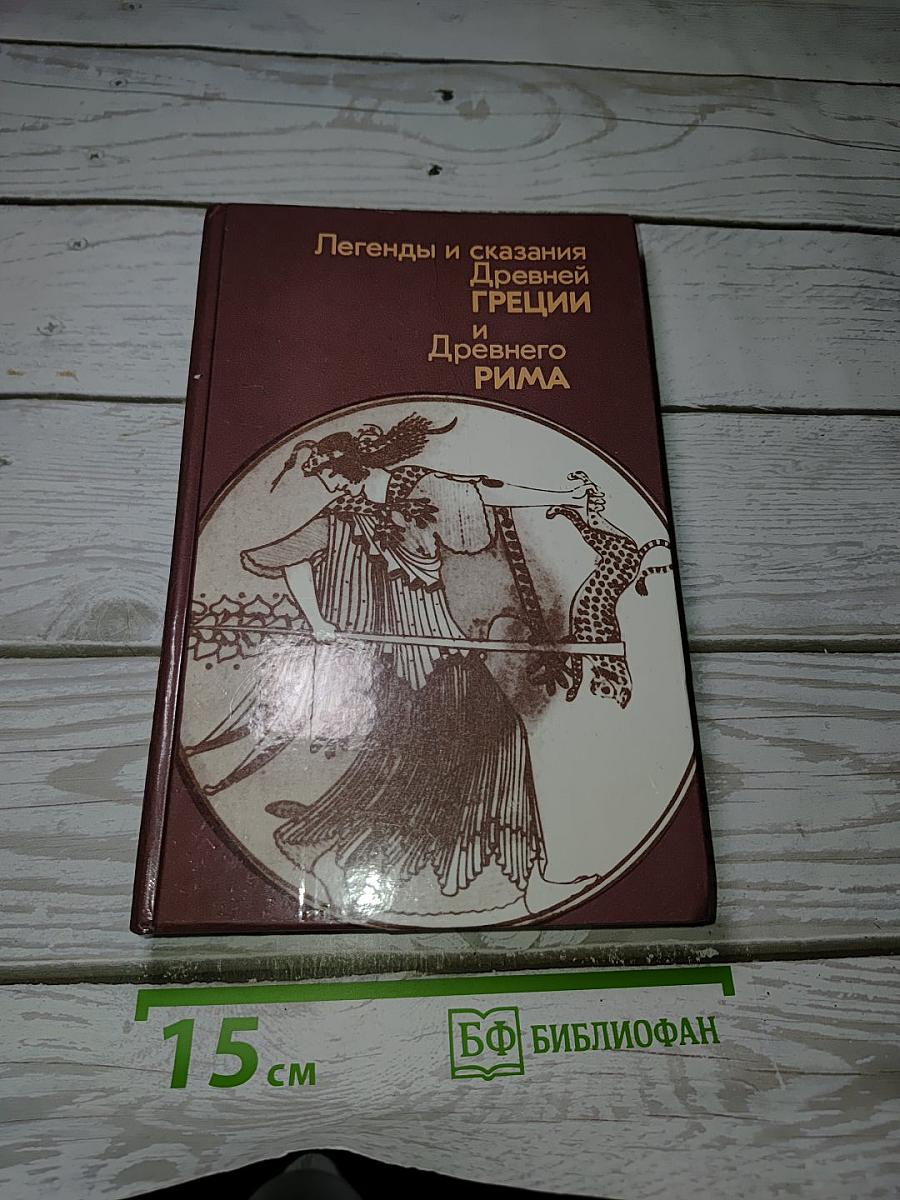 Легенды и сказания
Древней
ГРЕЦИИ
и
Древнего
РИМА
15 см
БФ БИБЛИОФАН